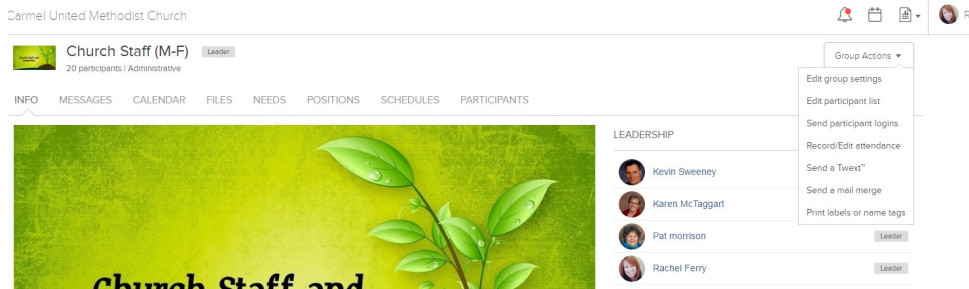 Carmel United Methodist Church
Church Staff (M-F) Leader
20 participants | Administrative
Group Actions
Edit group settings
Edit participant list
Send participant logins
Record/Edit attendance
Send a Twext™
Send a mail merge
Print labels or name tags
INFO MESSAGES CALENDAR FILES NEEDS POSITIONS SCHEDULES PARTICIPANTS
LEADERSHIP
Kevin Sweeney
Karen McTaggart
Pat morrison Leader
Rachel Ferry Leader
Church Staff and